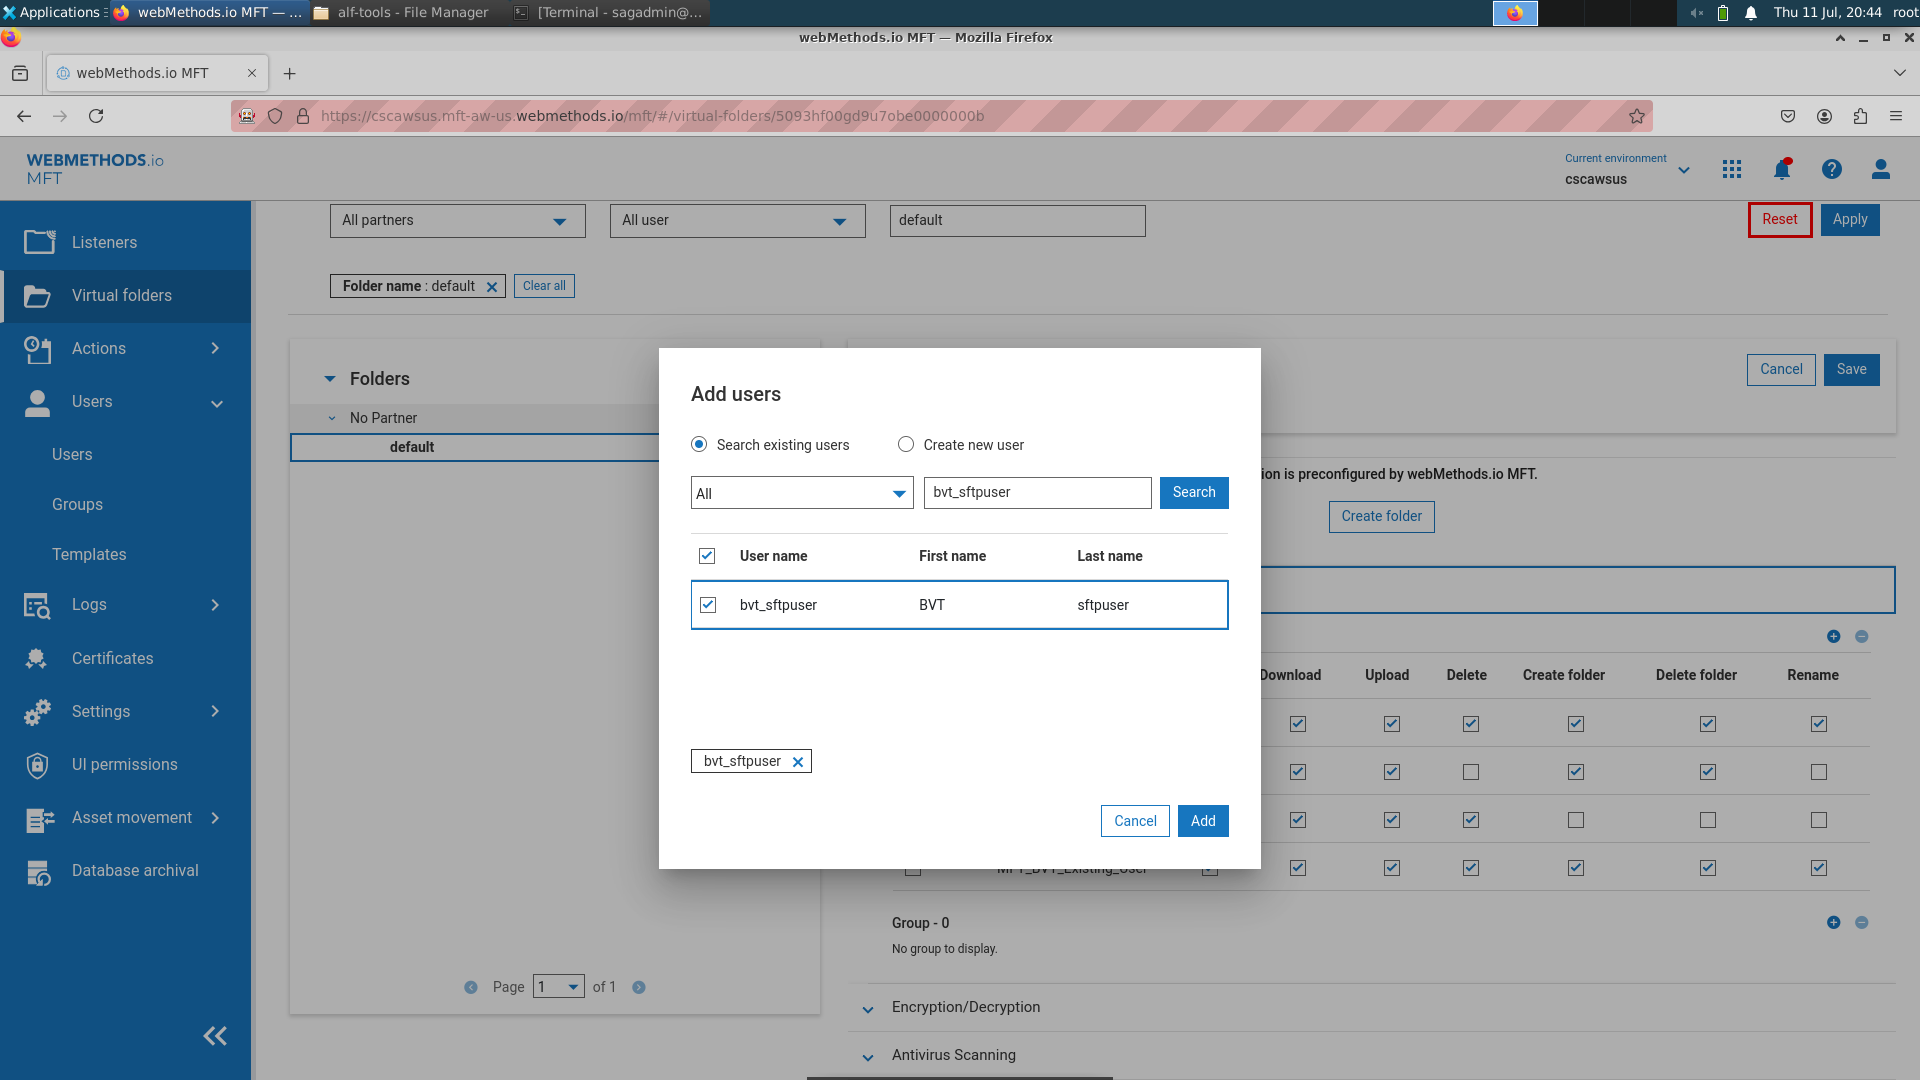 Applications
webMethods.io MFT — ...
alf-tools - File Manager
[Terminal - sagadmin@...
Thu 11 Jul, 20:44
root
webMethods.io MFT — Mozilla Firefox
webMethods.io MFT
https://cscawsus.mft-aw-us.webmethods.io/mft/#/virtual-folders/5093hf00gd9u7obe0000000b
WEBMETHODS.io
MFT
Current environment
cscawsus
Listeners
Virtual folders
Actions
Users
Users
Groups
Templates
Logs
Certificates
Settings
UI permissions
Asset movement
Database archival
All partners
All user
default
Reset
Apply
Folder name : default
Clear all
Folders
No Partner
default
Page 1 of 1
Cancel
Save
ion is preconfigured by webMethods.io MFT.
Create folder
Add users
Search existing users
Create new user
All
bvt_sftpuser
Search
User name First name Last name
bvt_sftpuser BVT sftpuser
bvt_sftpuser
Cancel
Add
Download Upload Delete Create folder Delete folder Rename
MFT_BVT_Existing_User
Group - 0
No group to display.
Encryption/Decryption
Antivirus Scanning